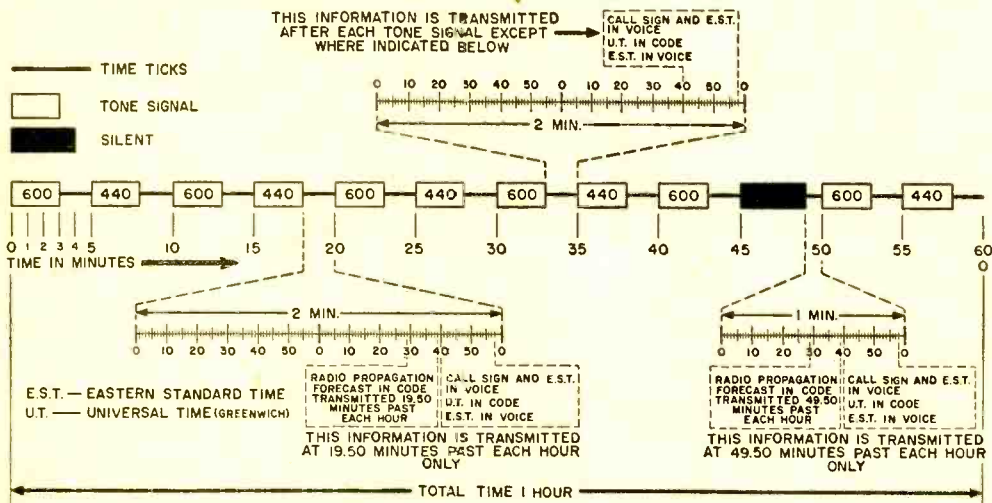 THIS INFORMATION IS TRANSMITTED
AFTER EACH TONE SIGNAL EXCEPT
WHERE INDICATED BELOW
CALL SIGN AND E.S.T.
IN VOICE
U.T. IN CODE
E.S.T. IN VOICE
TIME TICKS
TONE SIGNAL
SILENT
0 10 20 30 40 50 0 10 20 30 40 50 0
2 MIN.
600 440 600 440 600 440 600 440 600 600 440
0 1 2 3 4 5 10 15 20 25 30 35 40 45 50 55 60
0
TIME IN MINUTES
2 MIN.
0 10 20 30 40 50 0 10 20 30 40 50 0
1 MIN.
0 10 20 30 40 50 0
E.S.T. — EASTERN STANDARD TIME
U.T. — UNIVERSAL TIME (GREENWICH)
RADIO PROPAGATION
FORECAST IN CODE
TRANSMITTED 19.50
MINUTES PAST
EACH HOUR
CALL SIGN AND E.S.T.
IN VOICE
U.T. IN CODE
E.S.T. IN VOICE
THIS INFORMATION IS TRANSMITTED
AT 19.50 MINUTES PAST EACH HOUR
ONLY
RADIO PROPAGATION
FORECAST IN CODE
TRANSMITTED 49.50
MINUTES PAST
EACH HOUR
CALL SIGN AND E.S.T.
IN VOICE
U.T. IN CODE
E.S.T. IN VOICE
THIS INFORMATION IS TRANSMITTED
AT 49.50 MINUTES PAST EACH HOUR
ONLY
TOTAL TIME 1 HOUR